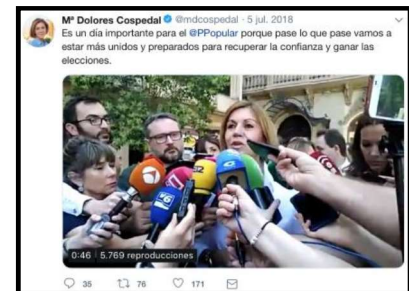 Mª Dolores Cospedal @mdcospedal · 5 jul. 2018
Es un día importante para el @PPopular porque pase lo que pase vamos a
estar más unidos y preparados para recuperar la confianza y ganar las
elecciones.
0:46 5.769 reproducciones
35 76 171